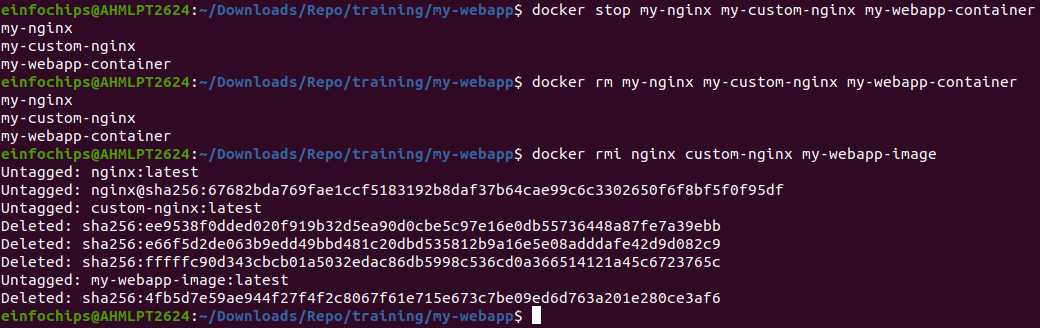 einfochips@AHMLPT2624:~/Downloads/Repo/training/my-webapp$ docker stop my-nginx my-custom-nginx my-webapp-container
my-nginx
my-custom-nginx
my-webapp-container
einfochips@AHMLPT2624:~/Downloads/Repo/training/my-webapp$ docker rm my-nginx my-custom-nginx my-webapp-container
my-nginx
my-custom-nginx
my-webapp-container
einfochips@AHMLPT2624:~/Downloads/Repo/training/my-webapp$ docker rmi nginx custom-nginx my-webapp-image
Untagged: nginx:latest
Untagged: nginx@sha256:67682bda769fae1ccf5183192b8daf37b64cae99c6c3302650f6f8bf5f0f95df
Untagged: custom-nginx:latest
Deleted: sha256:ee9538f0dded020f919b32d5ea90d0cbe5c97e16e0db55736448a87fe7a39ebb
Deleted: sha256:e66f5d2de063b9edd49bbd481c20dbd535812b9a16e5e08adddafe42d9d082c9
Deleted: sha256:fffffc90d343cbcb01a5032edac86db5998c536cd0a366514121a45c6723765c
Untagged: my-webapp-image:latest
Deleted: sha256:4fb5d7e59ae944f27f4f2c8067f61e715e673c7be09ed6d763a201e280ce3af6
einfochips@AHMLPT2624:~/Downloads/Repo/training/my-webapp$